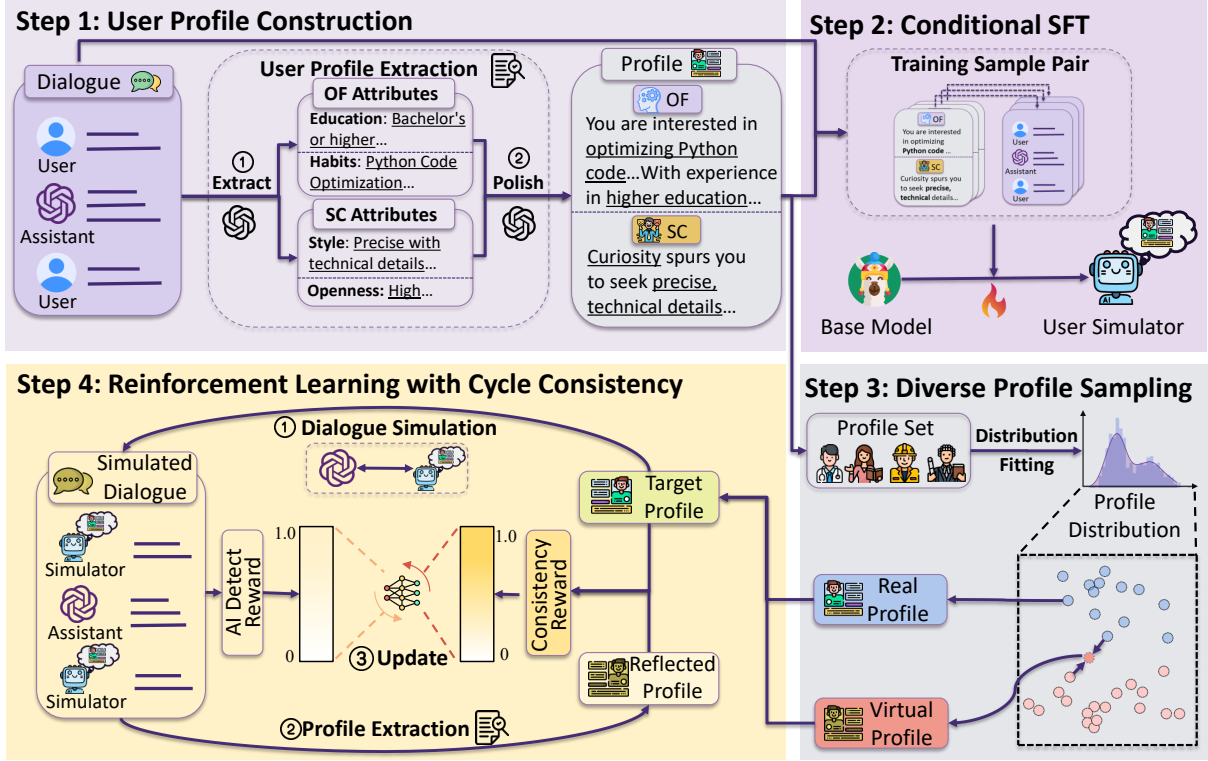 Step 1: User Profile Construction
Dialogue
User
Assistant
User
①
Extract
User Profile Extraction
OF Attributes
Education: Bachelor's
or higher...
Habits: Python Code
Optimization...
SC Attributes
Style: Precise with
technical details...
Openness: High...
②
Polish
Profile
OF
You are interested in
optimizing Python
code...With experience
in higher education...
SC
Curiosity spurs you
to seek precise,
technical details...
Step 2: Conditional SFT
Training Sample Pair
OF
You are interested
in optimizing
Python code ...
SC
Curiosity spurs you
to seek precise,
technical details...
User
Assistant
User
Base Model
AI
User Simulator
Step 4: Reinforcement Learning with Cycle Consistency
① Dialogue Simulation
Simulated
Dialogue
Simulator
Assistant
Simulator
AI Detect
Reward
1.0
0
③ Update
1.0
0
Consistency
Reward
Target
Profile
Reflected
Profile
② Profile Extraction
Step 3: Diverse Profile Sampling
Profile Set
Distribution
Fitting
Profile
Distribution
Real
Profile
Virtual
Profile